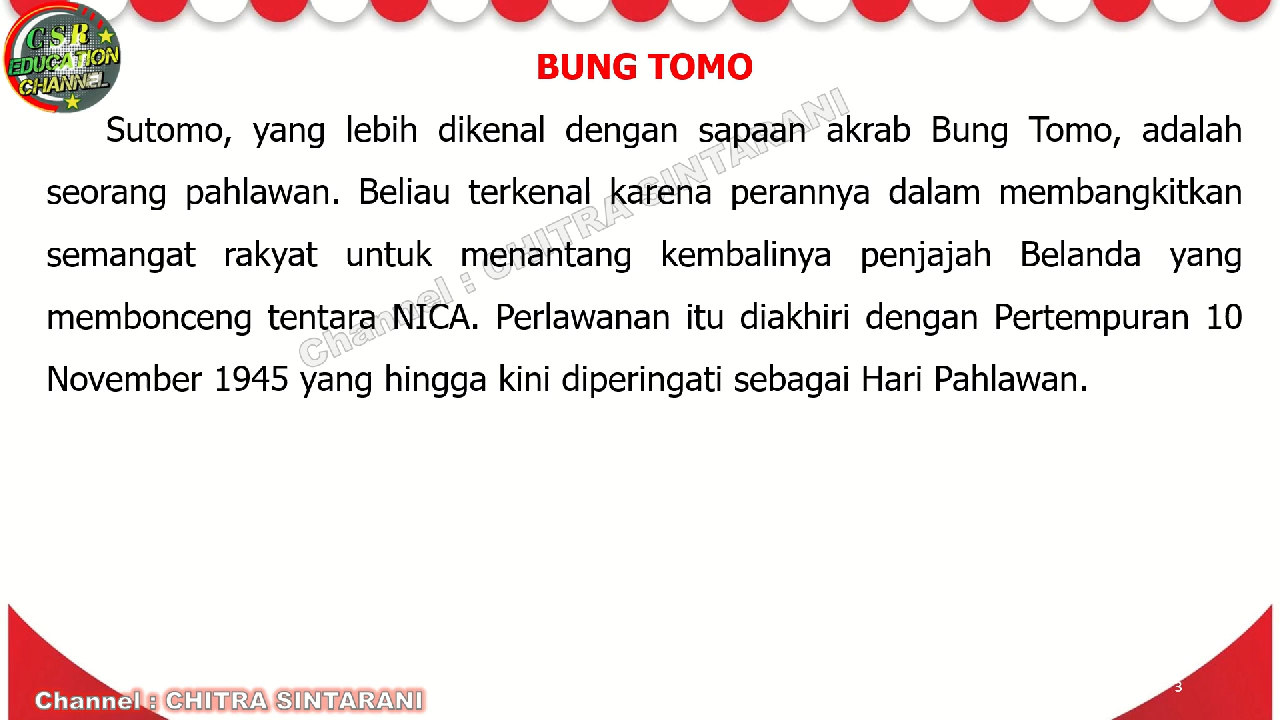 CSR
EDUCATION
CHANNEL
BUNG TOMO
Sutomo, yang lebih dikenal dengan sapaan akrab Bung Tomo, adalah
seorang pahlawan. Beliau terkenal karena perannya dalam membangkitkan
semangat rakyat untuk menantang kembalinya penjajah Belanda yang
membonceng tentara NICA. Perlawanan itu diakhiri dengan Pertempuran 10
November 1945 yang hingga kini diperingati sebagai Hari Pahlawan.
Channel : CHITRA SINTARANI
Channel : CHITRA SINTARANI
3